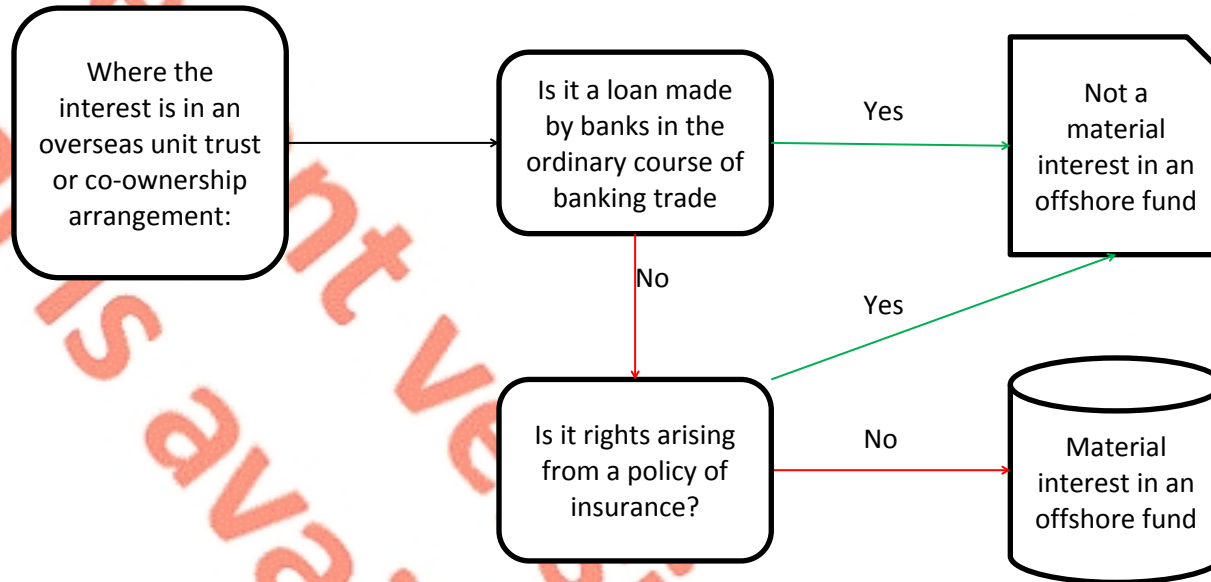 Where the
interest is in an
overseas unit trust
or co-ownership
arrangement:
Is it a loan made
by banks in the
ordinary course of
banking trade
Yes
Not a
material
interest in an
offshore fund
No
Yes
Is it rights arising
from a policy of
insurance?
No
Material
interest in an
offshore fund
is